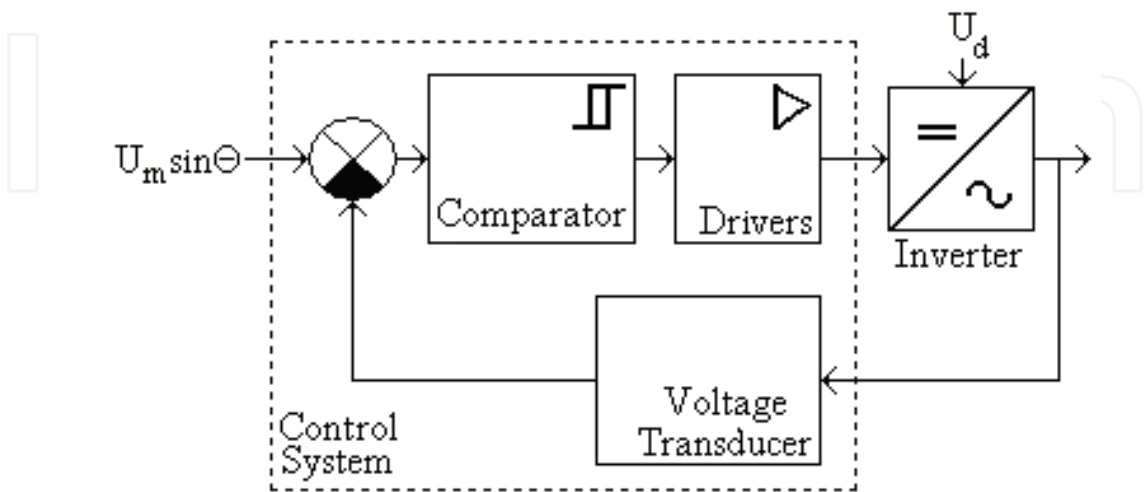 U_d
U_m sinΘ
Comparator
Drivers
Inverter
Voltage
Transducer
Control
System